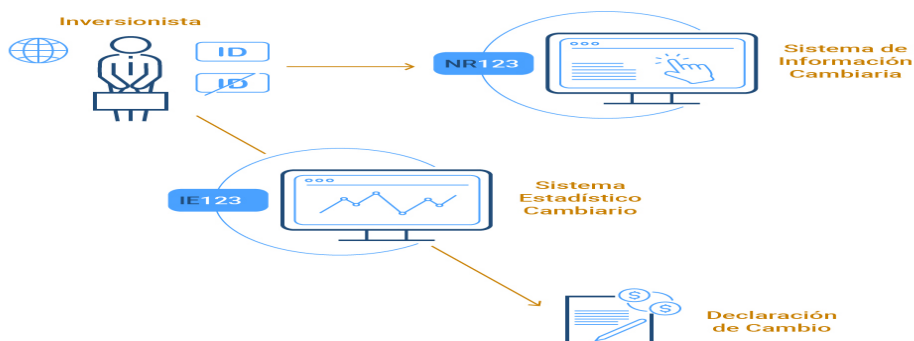 Inversionista
ID
ID
NR123
Sistema de
Información
Cambiaria
IE123
Sistema
Estadístico
Cambiario
$
$
Declaración
de Cambio